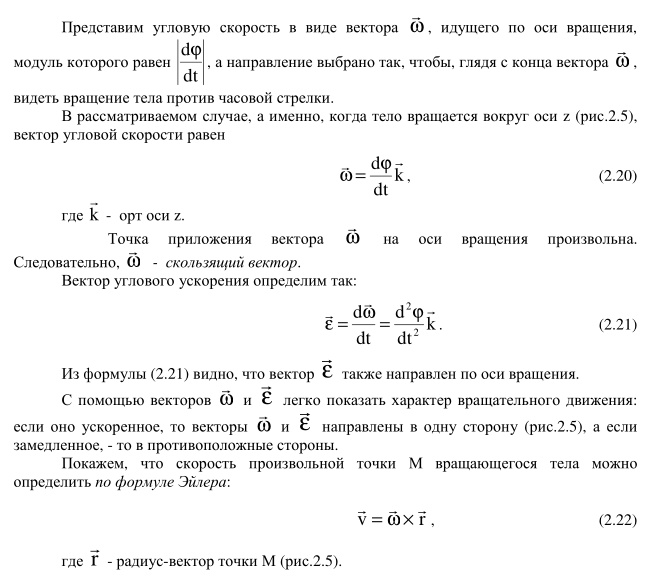 Представим угловую скорость в виде вектора $\vec{\omega}$, идущего по оси вращения,
модуль которого равен $\left|\frac{d\varphi}{dt}\right|$, а направление выбрано так, чтобы, глядя с конца вектора $\vec{\omega}$,
видеть вращение тела против часовой стрелки.
В рассматриваемом случае, а именно, когда тело вращается вокруг оси z (рис.2.5),
вектор угловой скорости равен
$\vec{\omega} = \frac{d\varphi}{dt}\vec{k}$, (2.20)
где $\vec{k}$ - орт оси z.
Точка приложения вектора $\vec{\omega}$ на оси вращения произвольна.
Следовательно, $\vec{\omega}$ - скользящий вектор.
Вектор углового ускорения определим так:
$\vec{\varepsilon} = \frac{d\vec{\omega}}{dt} = \frac{d^2\varphi}{dt^2}\vec{k}$. (2.21)
Из формулы (2.21) видно, что вектор $\vec{\varepsilon}$ также направлен по оси вращения.
С помощью векторов $\vec{\omega}$ и $\vec{\varepsilon}$ легко показать характер вращательного движения:
если оно ускоренное, то векторы $\vec{\omega}$ и $\vec{\varepsilon}$ направлены в одну сторону (рис.2.5), а если
замедленное, - то в противоположные стороны.
Покажем, что скорость произвольной точки М вращающегося тела можно
определить по формуле Эйлера:
$\vec{v} = \vec{\omega} \times \vec{r}$, (2.22)
где $\vec{r}$ - радиус-вектор точки М (рис.2.5).